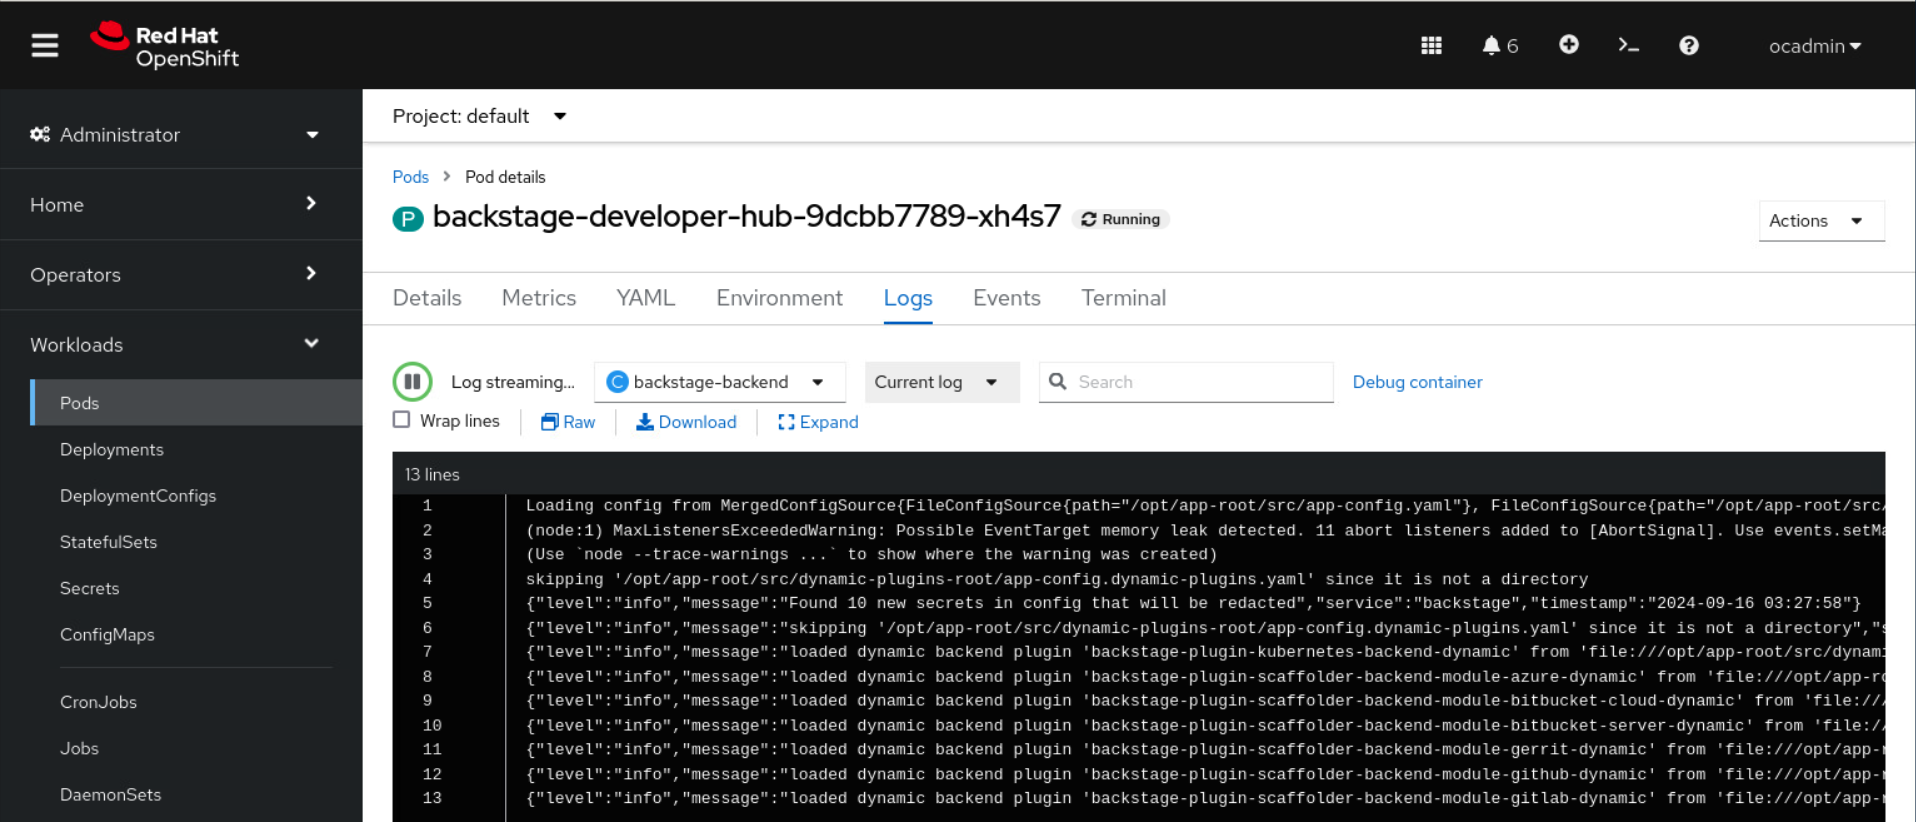 Red Hat
OpenShift
6
ocadmin
Administrator
Home
Operators
Workloads
Pods
Deployments
DeploymentConfigs
StatefulSets
Secrets
ConfigMaps
CronJobs
Jobs
DaemonSets
Project: default
Pods > Pod details
P backstage-developer-hub-9dcbb7789-xh4s7 Running
Actions
Details Metrics YAML Environment Logs Events Terminal
Log streaming... C backstage-backend Current log Search Debug container
Wrap lines Raw Download Expand
13 lines
1 Loading config from MergedConfigSource{FileConfigSource{path="/opt/app-root/src/app-config.yaml"}, FileConfigSource{path="/opt/app-root/src/
2 (node:1) MaxListenersExceededWarning: Possible EventTarget memory leak detected. 11 abort listeners added to [AbortSignal]. Use events.setMa
3 (Use `node --trace-warnings ...` to show where the warning was created)
4 skipping '/opt/app-root/src/dynamic-plugins-root/app-config.dynamic-plugins.yaml' since it is not a directory
5 {"level":"info","message":"Found 10 new secrets in config that will be redacted","service":"backstage","timestamp":"2024-09-16 03:27:58"}
6 {"level":"info","message":"skipping '/opt/app-root/src/dynamic-plugins-root/app-config.dynamic-plugins.yaml' since it is not a directory","s
7 {"level":"info","message":"loaded dynamic backend plugin 'backstage-plugin-kubernetes-backend-dynamic' from 'file:///opt/app-root/src/dynami
8 {"level":"info","message":"loaded dynamic backend plugin 'backstage-plugin-scaffolder-backend-module-azure-dynamic' from 'file:///opt/app-ro
9 {"level":"info","message":"loaded dynamic backend plugin 'backstage-plugin-scaffolder-backend-module-bitbucket-cloud-dynamic' from 'file:///
10 {"level":"info","message":"loaded dynamic backend plugin 'backstage-plugin-scaffolder-backend-module-bitbucket-server-dynamic' from 'file://
11 {"level":"info","message":"loaded dynamic backend plugin 'backstage-plugin-scaffolder-backend-module-gerrit-dynamic' from 'file:///opt/app-r
12 {"level":"info","message":"loaded dynamic backend plugin 'backstage-plugin-scaffolder-backend-module-github-dynamic' from 'file:///opt/app-r
13 {"level":"info","message":"loaded dynamic backend plugin 'backstage-plugin-scaffolder-backend-module-gitlab-dynamic' from 'file:///opt/app-r